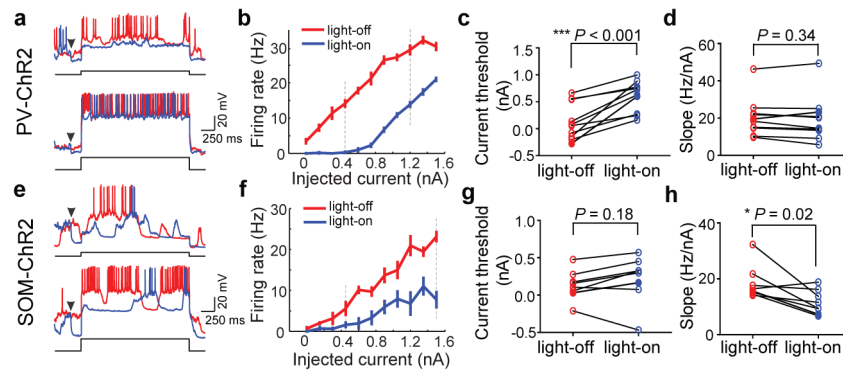 a
PV-ChR2
20 mV
250 ms
b
light-off
light-on
Firing rate (Hz)
30
20
10
0
0 0.4 0.8 1.2 1.6
Injected current (nA)
c
*** P < 0.001
Current threshold
(nA)
1.0
0.5
0.0
-0.5
light-off light-on
d
P = 0.34
Slope (Hz/nA)
60
40
20
0
light-off light-on
e
SOM-ChR2
20 mV
250 ms
f
light-off
light-on
Firing rate (Hz)
30
20
10
0
0 0.4 0.8 1.2 1.6
Injected current (nA)
g
P = 0.18
Current threshold
(nA)
1.0
0.5
0.0
-0.5
light-off light-on
h
* P = 0.02
Slope (Hz/nA)
40
20
0
light-off light-on